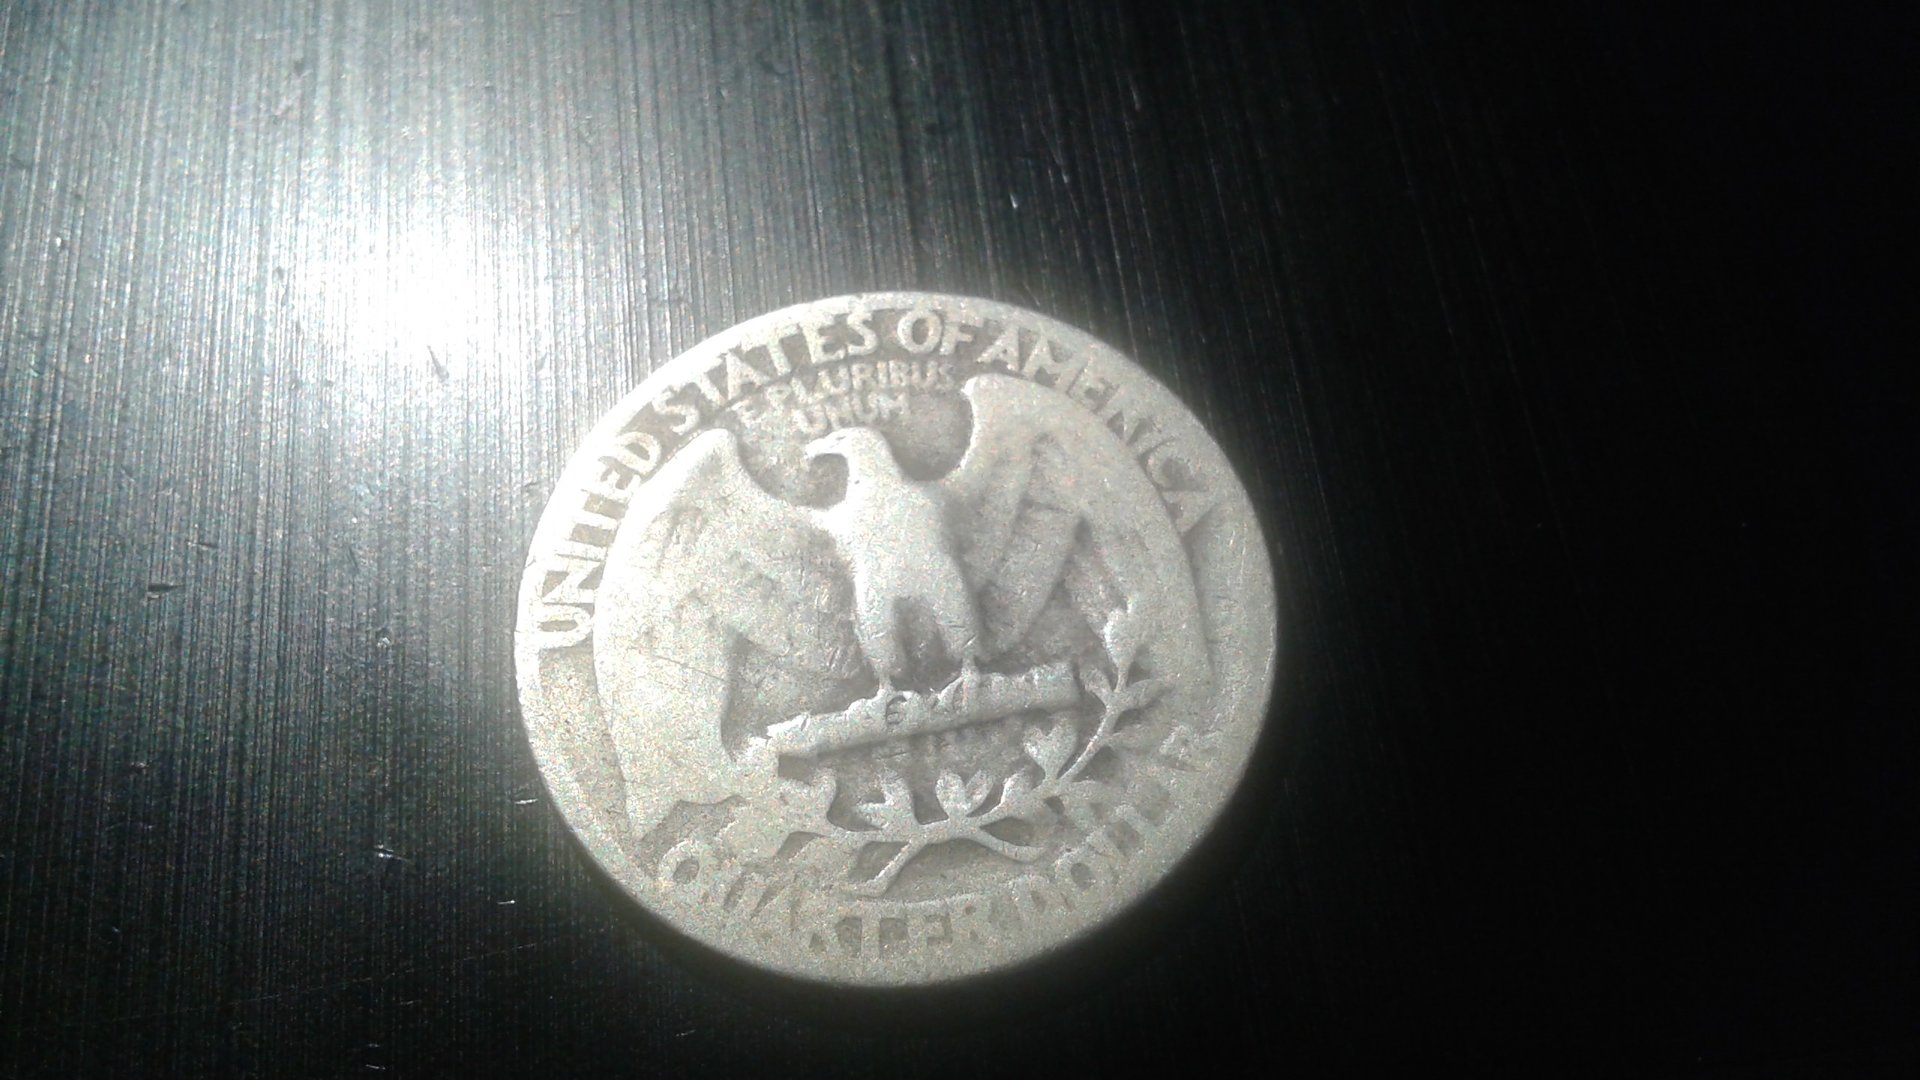 UNITED STATES OF AMERICA
E PLURIBUS
UNUM
QUARTER DOLLAR